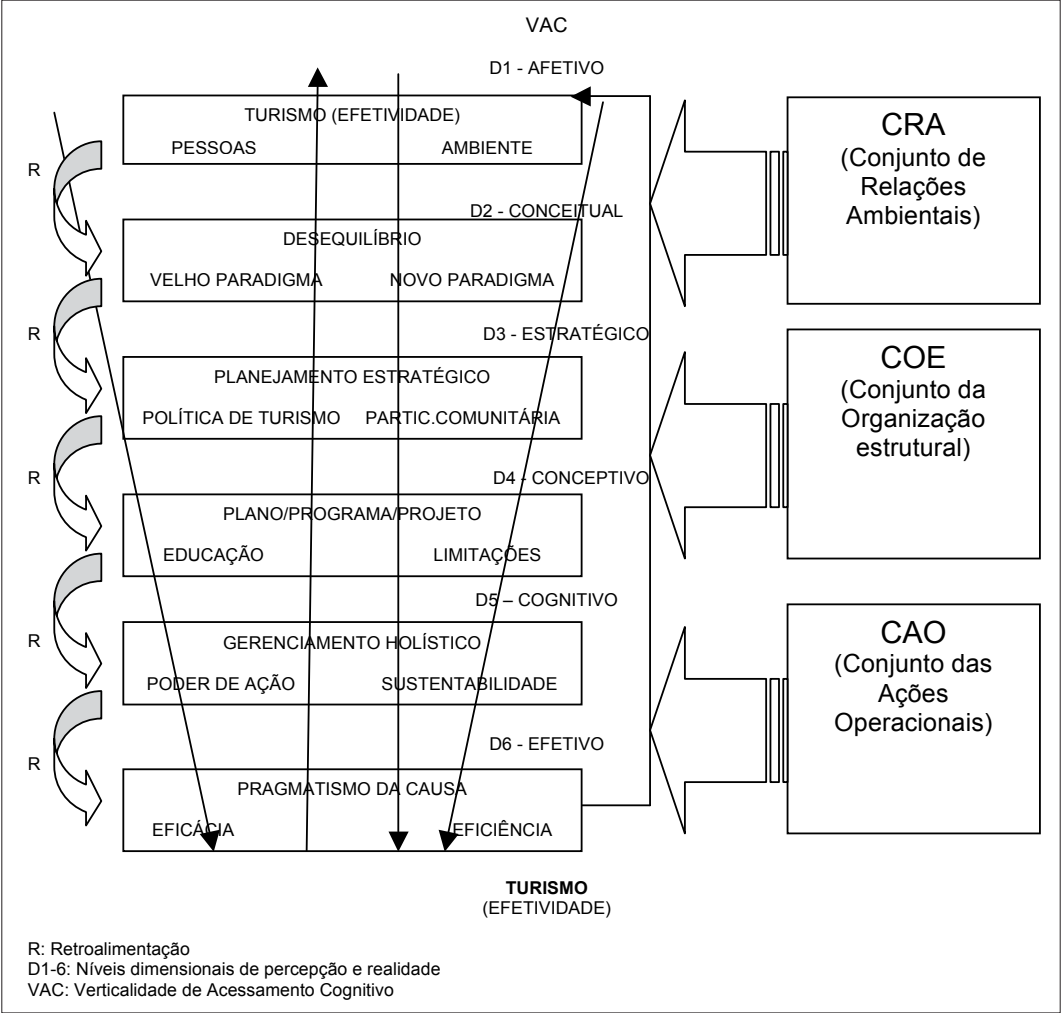 VAC
D1 - AFETIVO
TURISMO (EFETIVIDADE)
PESSOAS AMBIENTE
R
D2 - CONCEITUAL
DESEQUILÍBRIO
VELHO PARADIGMA NOVO PARADIGMA
R
D3 - ESTRATÉGICO
PLANEJAMENTO ESTRATÉGICO
POLÍTICA DE TURISMO PARTIC.COMUNITÁRIA
R
D4 - CONCEPTIVO
PLANO/PROGRAMA/PROJETO
EDUCAÇÃO LIMITAÇÕES
D5 – COGNITIVO
R
GERENCIAMENTO HOLÍSTICO
PODER DE AÇÃO SUSTENTABILIDADE
D6 - EFETIVO
R
PRAGMATISMO DA CAUSA
EFICÁCIA EFICIÊNCIA
TURISMO
(EFETIVIDADE)
CRA
(Conjunto de
Relações
Ambientais)
COE
(Conjunto da
Organização
estrutural)
CAO
(Conjunto das
Ações
Operacionais)
R: Retroalimentação
D1-6: Níveis dimensionais de percepção e realidade
VAC: Verticalidade de Acessamento Cognitivo